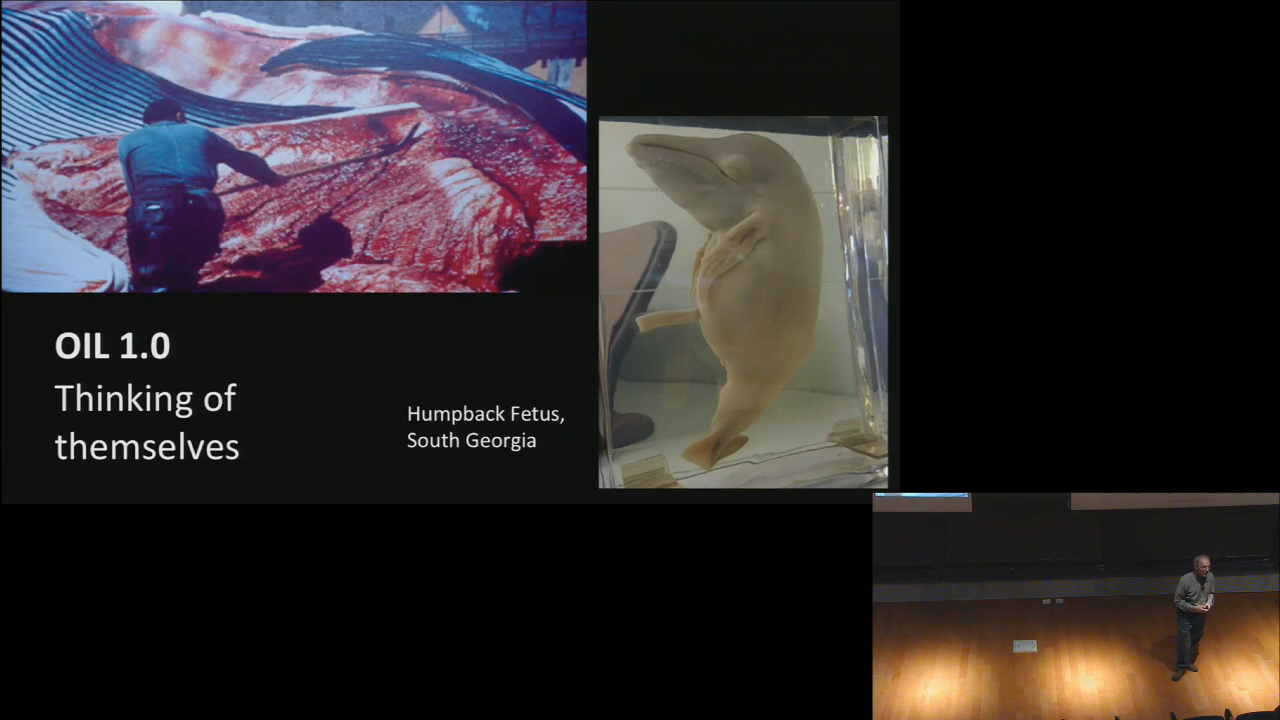 OIL 1.0
Thinking of
themselves
Humpback Fetus,
South Georgia